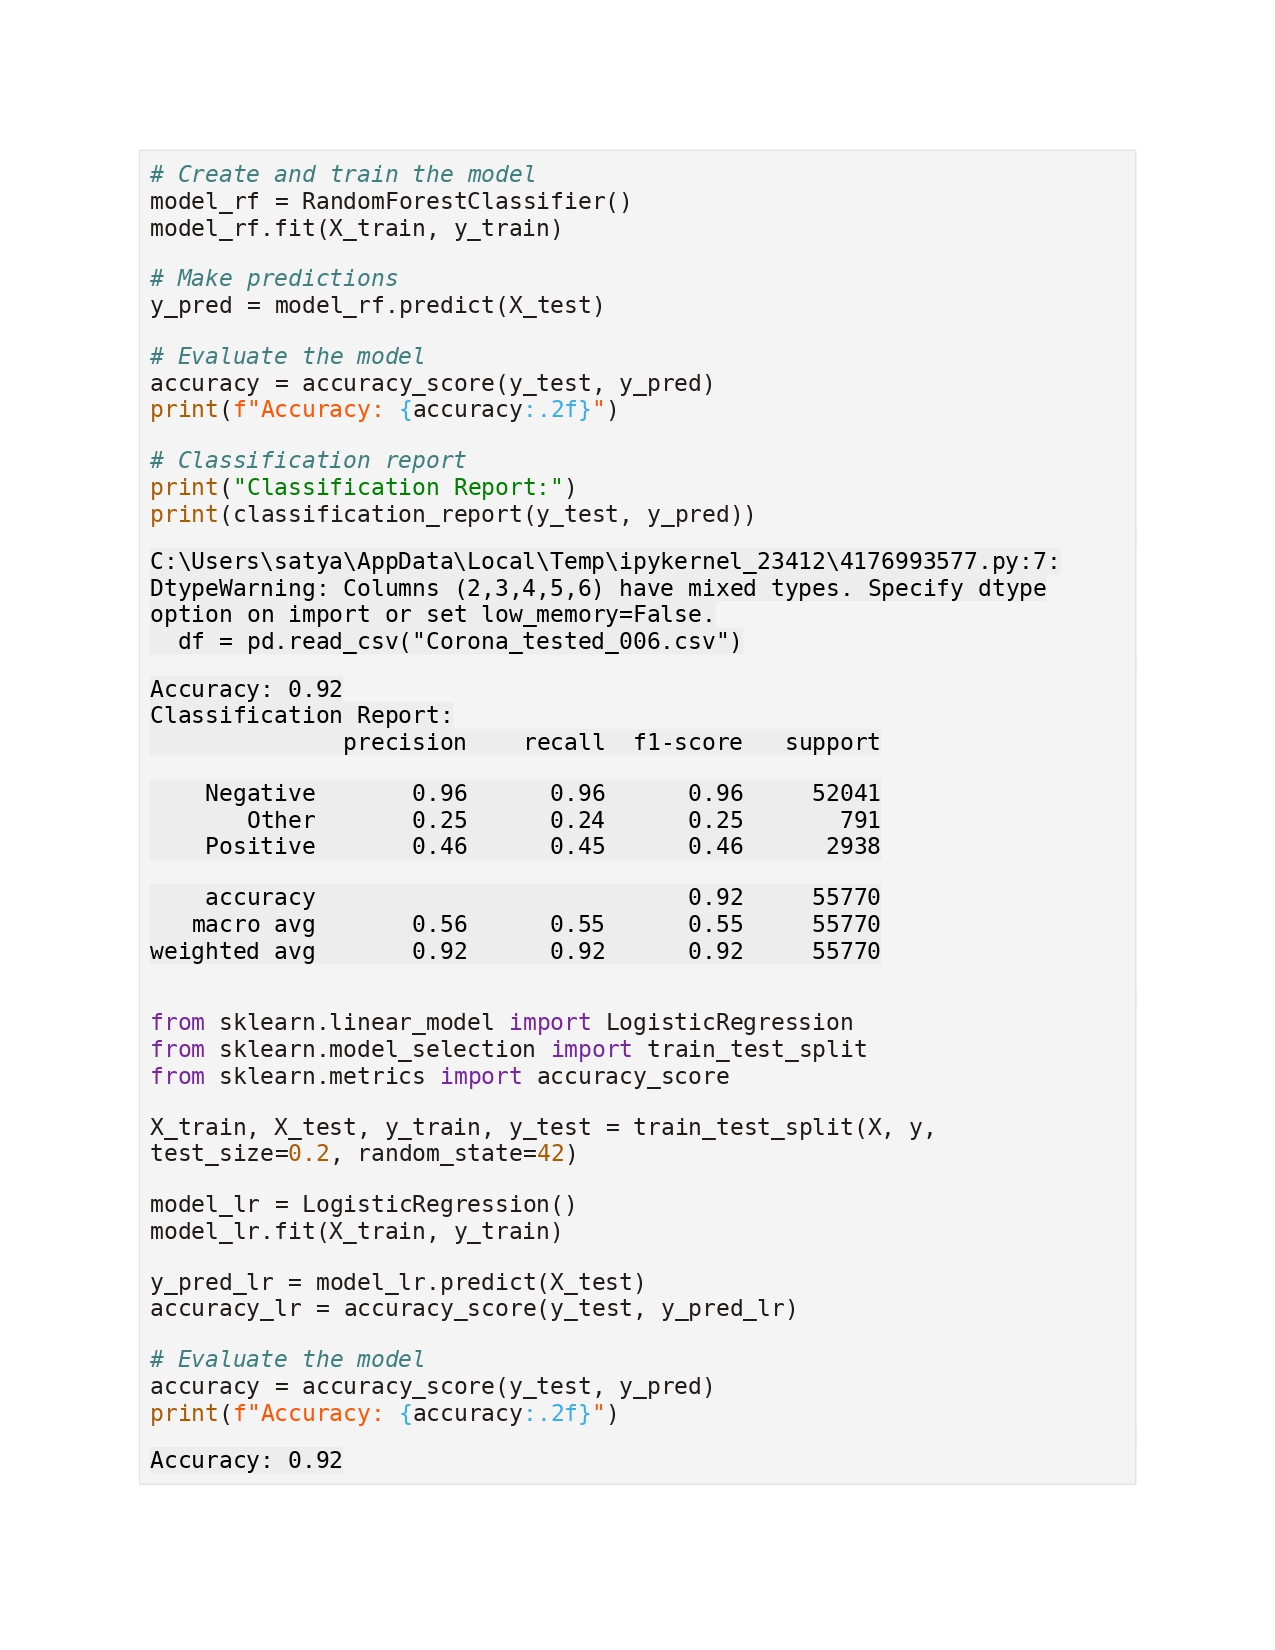 # Create and train the model
model_rf = RandomForestClassifier()
model_rf.fit(X_train, y_train)

# Make predictions
y_pred = model_rf.predict(X_test)

# Evaluate the model
accuracy = accuracy_score(y_test, y_pred)
print(f"Accuracy: {accuracy:.2f}")

# Classification report
print("Classification Report:")
print(classification_report(y_test, y_pred))

C:\Users\satya\AppData\Local\Temp\ipykernel_23412\4176993577.py:7:
DtypeWarning: Columns (2,3,4,5,6) have mixed types. Specify dtype
option on import or set low_memory=False.
  df = pd.read_csv("Corona_tested_006.csv")

Accuracy: 0.92
Classification Report:
              precision    recall  f1-score   support

    Negative       0.96      0.96      0.96     52041
       Other       0.25      0.24      0.25       791
    Positive       0.46      0.45      0.46      2938

    accuracy                           0.92     55770
   macro avg       0.56      0.55      0.55     55770
weighted avg       0.92      0.92      0.92     55770

from sklearn.linear_model import LogisticRegression
from sklearn.model_selection import train_test_split
from sklearn.metrics import accuracy_score

X_train, X_test, y_train, y_test = train_test_split(X, y,
test_size=0.2, random_state=42)

model_lr = LogisticRegression()
model_lr.fit(X_train, y_train)

y_pred_lr = model_lr.predict(X_test)
accuracy_lr = accuracy_score(y_test, y_pred_lr)

# Evaluate the model
accuracy = accuracy_score(y_test, y_pred)
print(f"Accuracy: {accuracy:.2f}")

Accuracy: 0.92